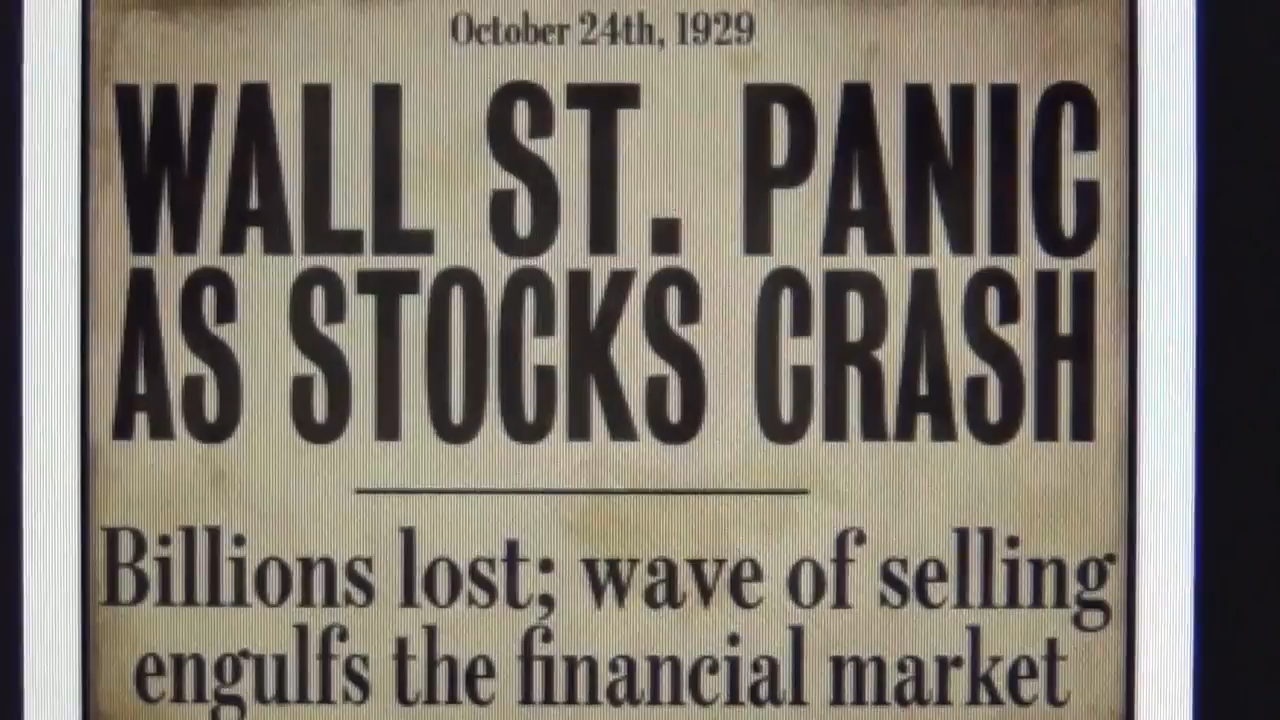 October 24th, 1929
WALL ST. PANIC
AS STOCKS CRASH
Billions lost; wave of selling
engulfs the financial market